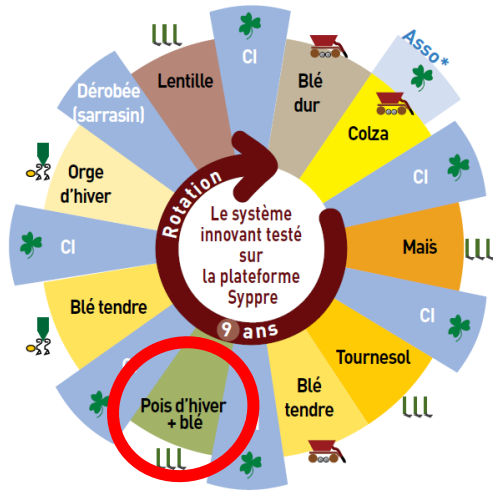 CI
Blé
dur
Asso*
Colza
CI
Maïs
CI
Tournesol
Blé
tendre
Pois d'hiver
+ blé
Blé tendre
CI
Orge
d'hiver
Dérobée
(sarrasin)
Lentille
Rotation
Le système
innovant testé
sur
la plateforme
Syppre
9 ans